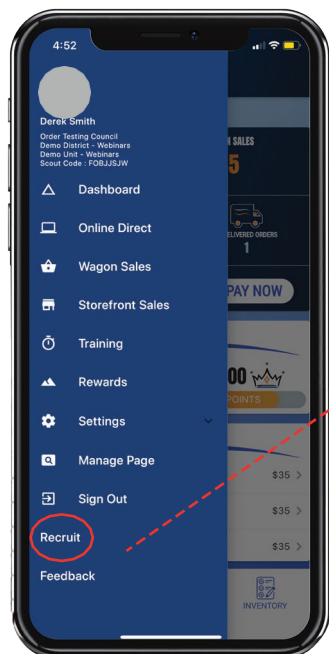 4:52
Derek Smith
Order Testing Council
Demo District - Webinars
Demo Unit - Webinars
Scout Code : FOBJJSJW
Dashboard
Online Direct
Wagon Sales
Storefront Sales
Training
Rewards
Settings
Manage Page
Sign Out
Recruit
Feedback
SALES
5
DELIVERED ORDERS
1
PAY NOW
00
POINTS
$35 >
$35 >
$35 >
INVENTORY